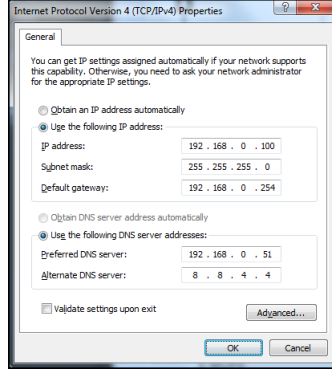 Internet Protocol Version 4 (TCP/IPv4) Properties
General
You can get IP settings assigned automatically if your network supports
this capability. Otherwise, you need to ask your network administrator
for the appropriate IP settings.
Obtain an IP address automatically
Use the following IP address:
IP address: 192 . 168 . 0 . 100
Subnet mask: 255 . 255 . 255 . 0
Default gateway: 192 . 168 . 0 . 254
Obtain DNS server address automatically
Use the following DNS server addresses:
Preferred DNS server: 192 . 168 . 0 . 51
Alternate DNS server: 8 . 8 . 4 . 4
Validate settings upon exit
Advanced...
OK Cancel